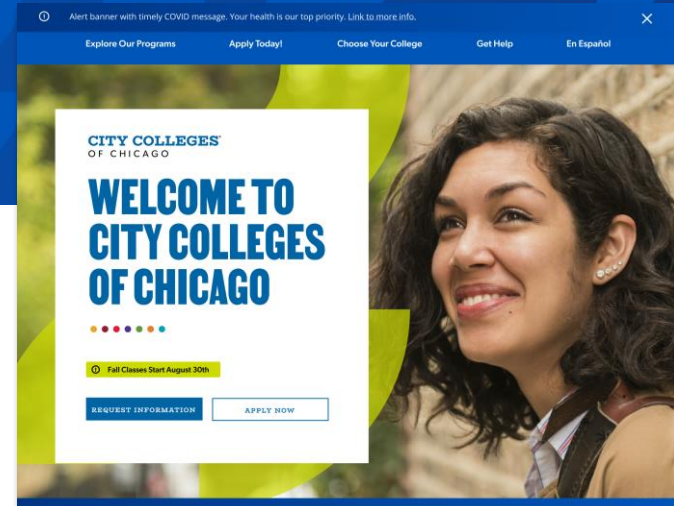 Alert banner with timely COVID message. Your health is our top priority. Link to more info.
Explore Our Programs Apply Today! Choose Your College Get Help En Español
CITY COLLEGES®
OF CHICAGO
WELCOME TO
CITY COLLEGES
OF CHICAGO
Fall Classes Start August 30th
REQUEST INFORMATION APPLY NOW